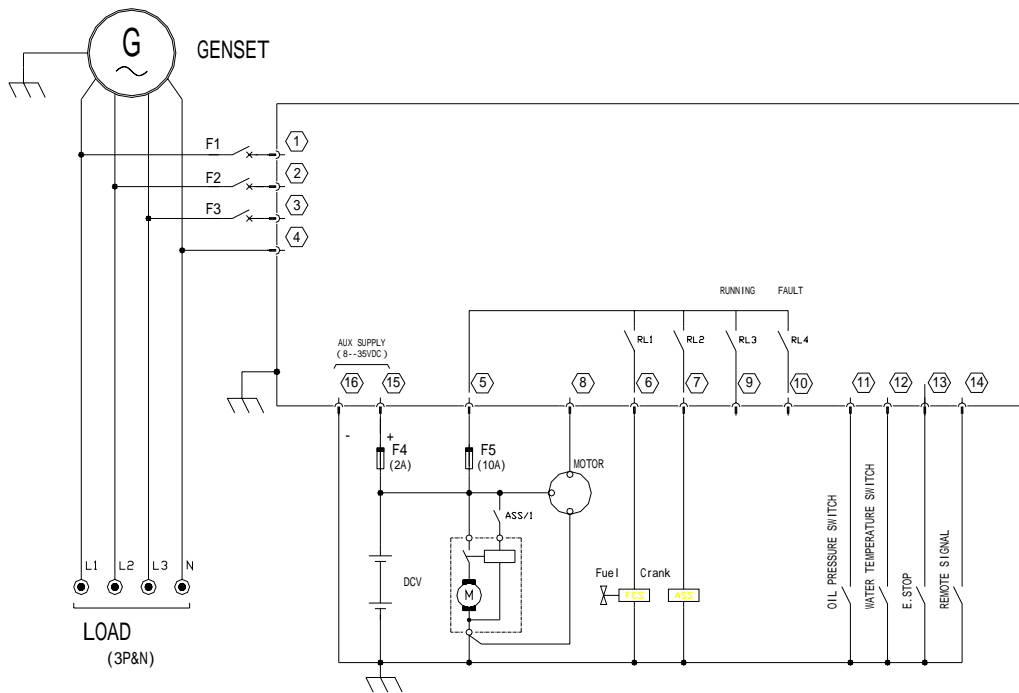 G
GENSET
F1
1
F2
2
F3
3
4
RUNNING FAULT
RL1 RL2 RL3 RL4
AUX SUPPLY
(8--35VDC)
16 15 5 8 6 7 9 10 11 12 13 14
- +
F4
(2A)
F5
(10A)
MOTOR
ASS/1
DCV
M
Fuel Crank
FCS ASS
OIL PRESSURE SWITCH
WATER TEMPERATURE SWITCH
E.STOP
REMOTE SIGNAL
L1 L2 L3 N
LOAD
(3P&N)